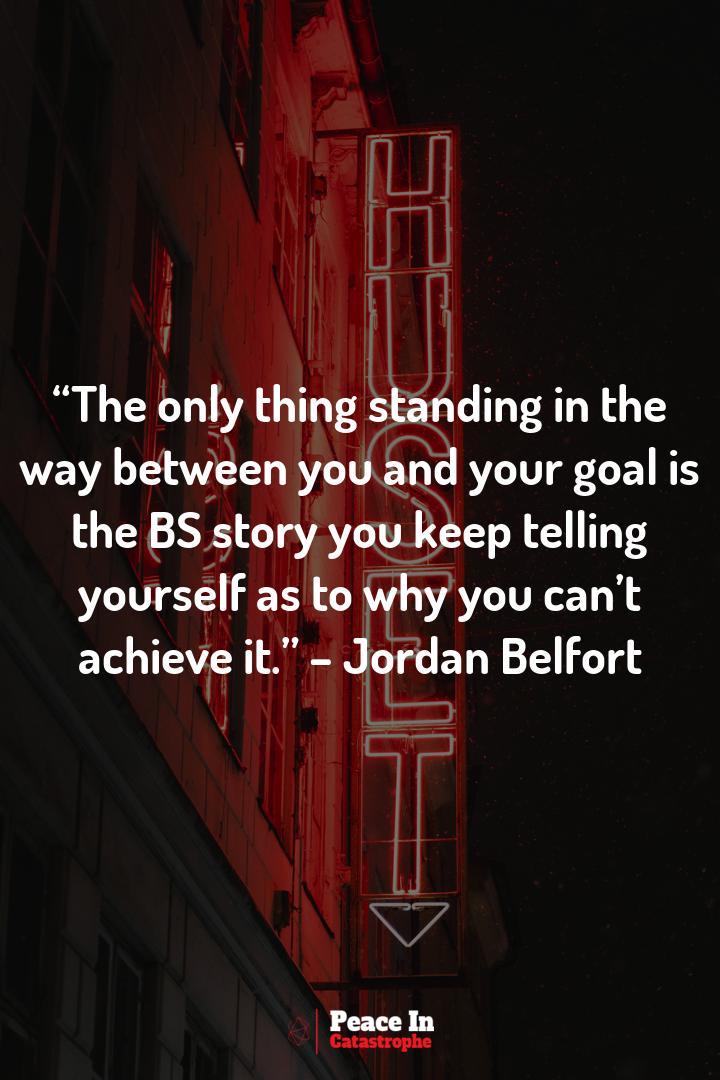 HUSET
“The only thing standing in the
way between you and your goal is
the BS story you keep telling
yourself as to why you can’t
achieve it.” – Jordan Belfort
Peace In
Catastrophe